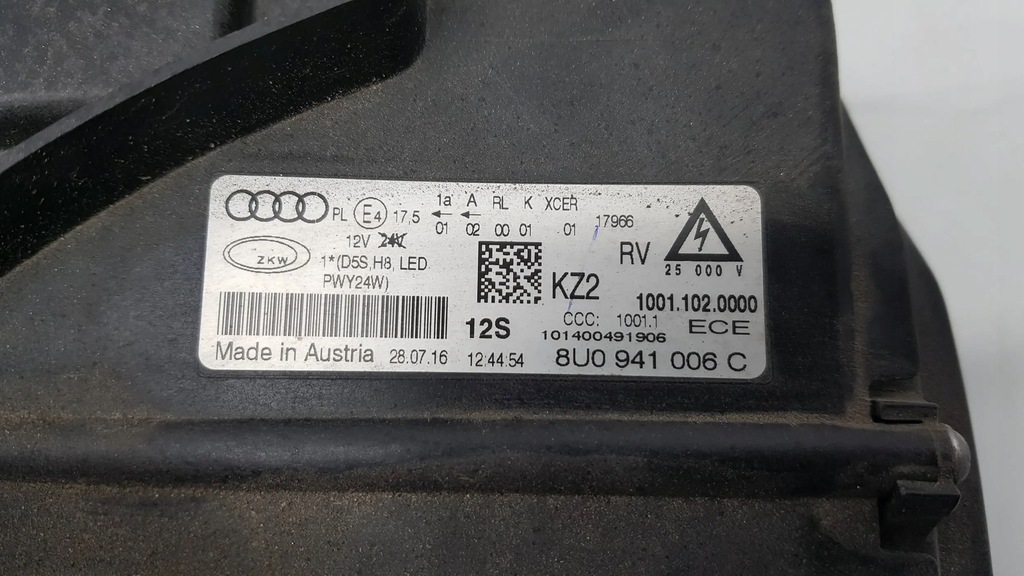 1a A RL K XCER
PL E4 17,5 01 02 00 01 01 17966
12V 24V
ZKW
1*(D5S,H8, LED
PWY24W)
RV
25 000 V
KZ2
1001.102.0000
12S
CCC: 1001.1 ECE
101400491906
Made in Austria 28.07.16 12:44:54 8U0 941 006 C